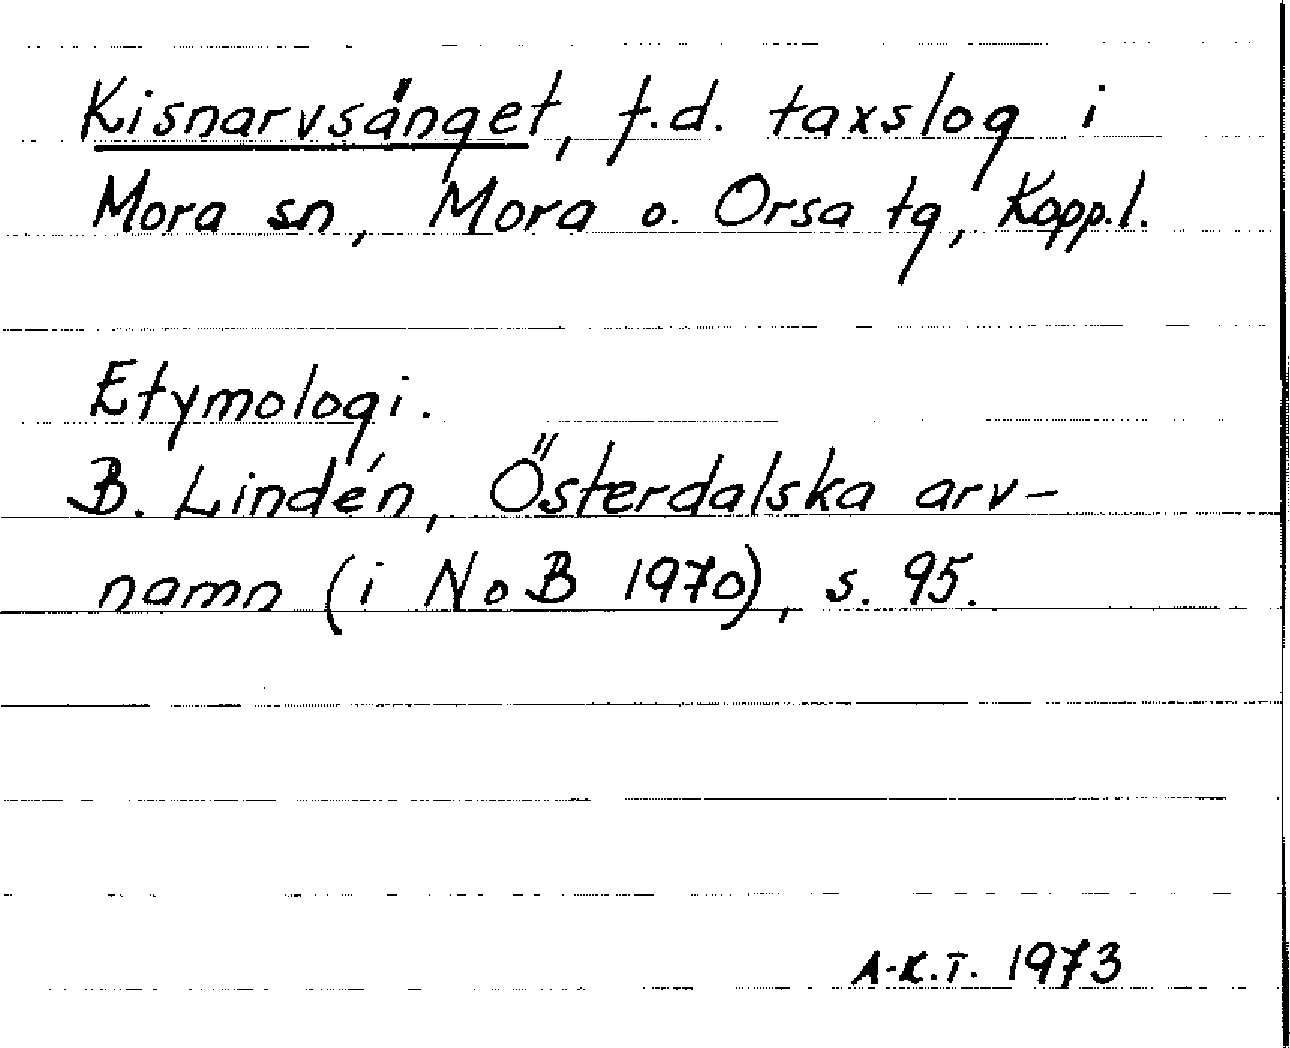 Kisnarvsänget, f.d. taxslog i
Mora sn, Mora o. Orsa tg, Kopp.l.
Etymologi.
B. Lindén, Österdalska arv-
namn (i NoB 1970), s. 95.
A-K.T. 1973